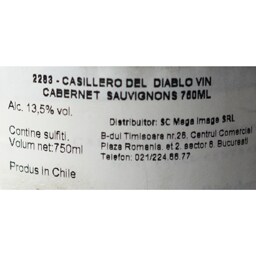 2283 - CASILLERO DEL DIABLO VIN
CABERNET SAUVIGNONS 750ML
Alc. 13,5% vol.
Distribuitor: SC Mega Image SRL
Contine sulfiti.
B-dul Timisoara nr.26, Centrul Comercial
Volum net:750ml
Plaza Romania, et.2, sector 6, Bucuresti
Telefon: 021/224.66.77
Produs in Chile